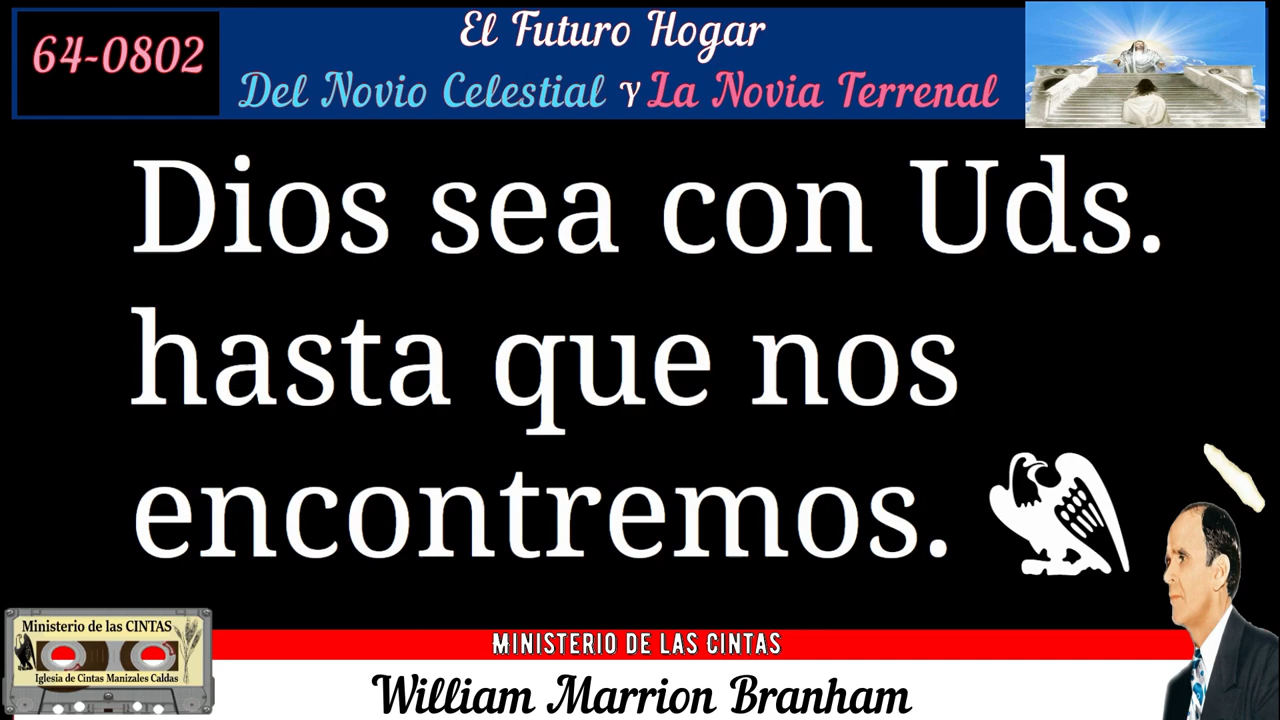 64-0802
El Futuro Hogar
Del Novio Celestial y La Novia Terrenal
Dios sea con Uds.
hasta que nos
encontremos.
Ministerio de las CINTAS
Iglesia de Cintas Manizales Caldas
MINISTERIO DE LAS CINTAS
William Marrion Branham